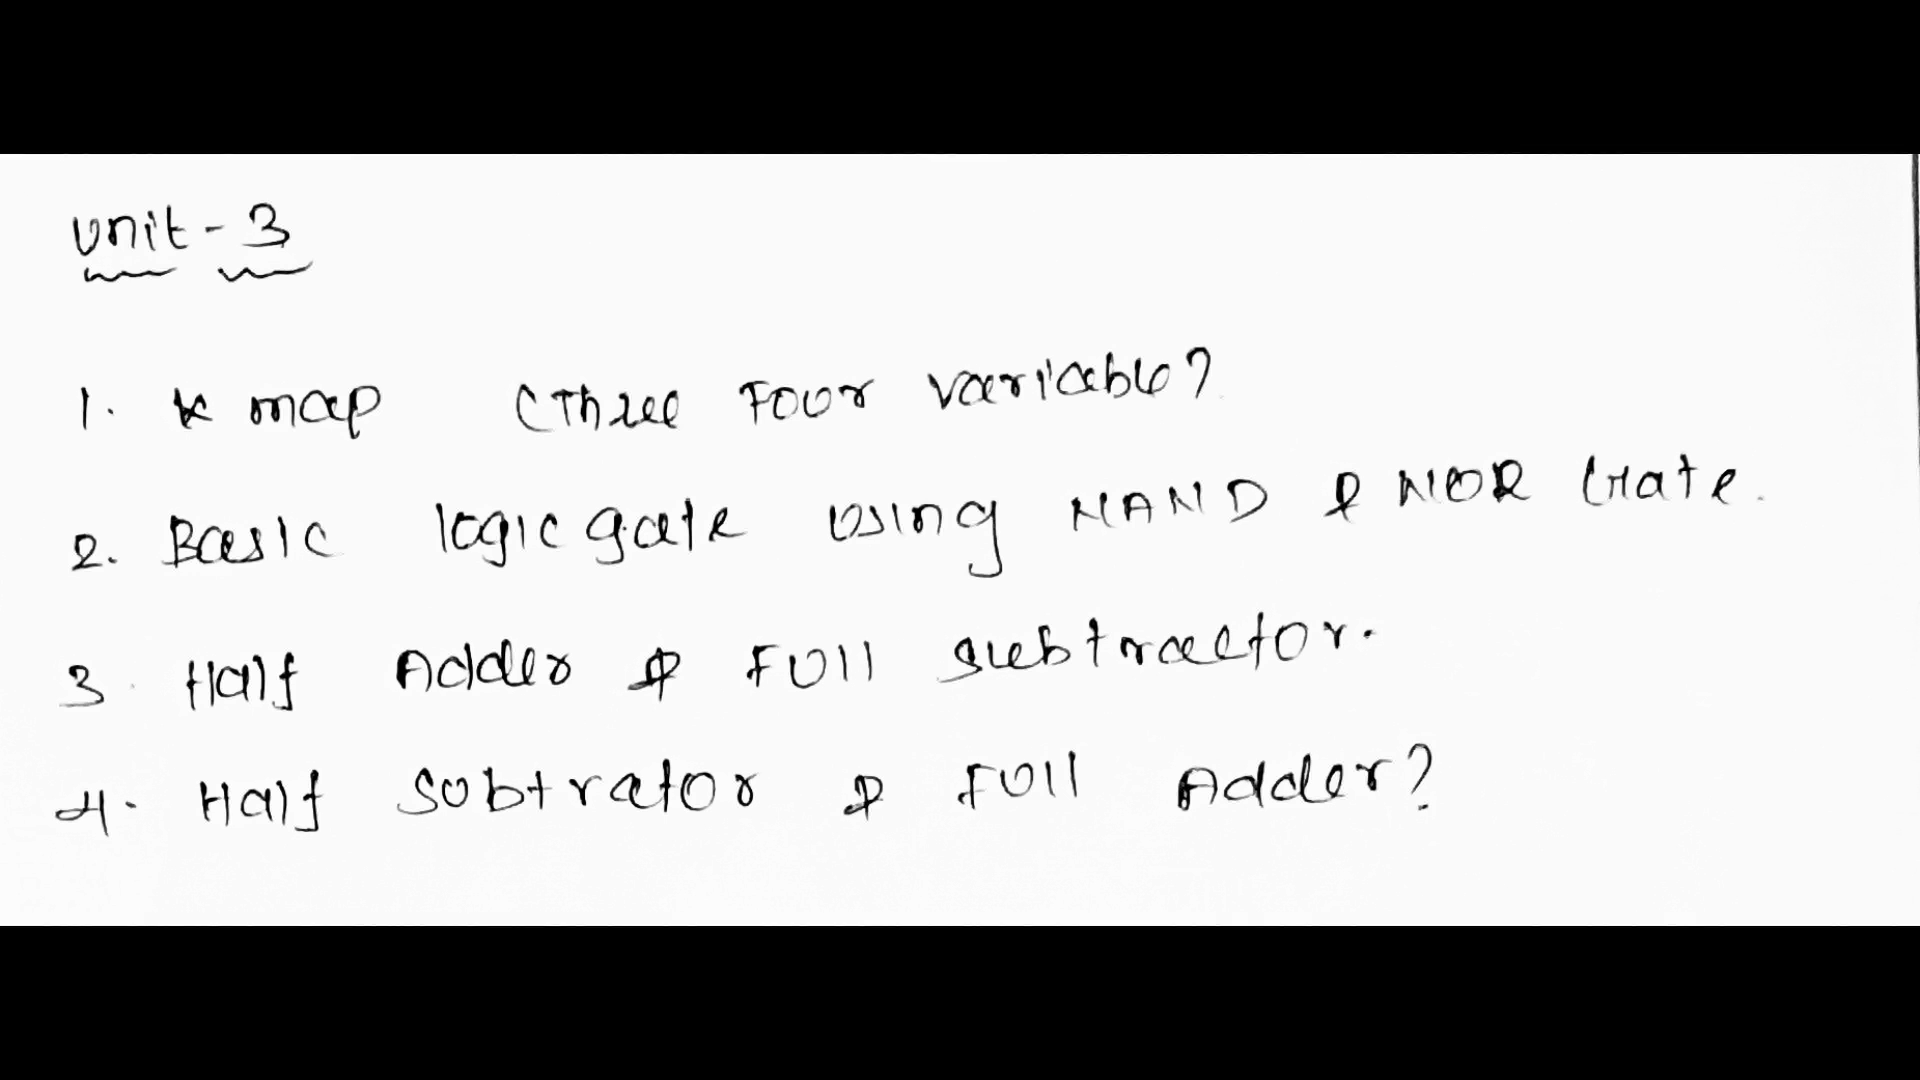 Unit - 3
1. K map (Three Four variable?
2. Basic logic gate using NAND & NOR Gate.
3. Half Adder & Full subtractor.
4. Half Subtrator & Full Adder?